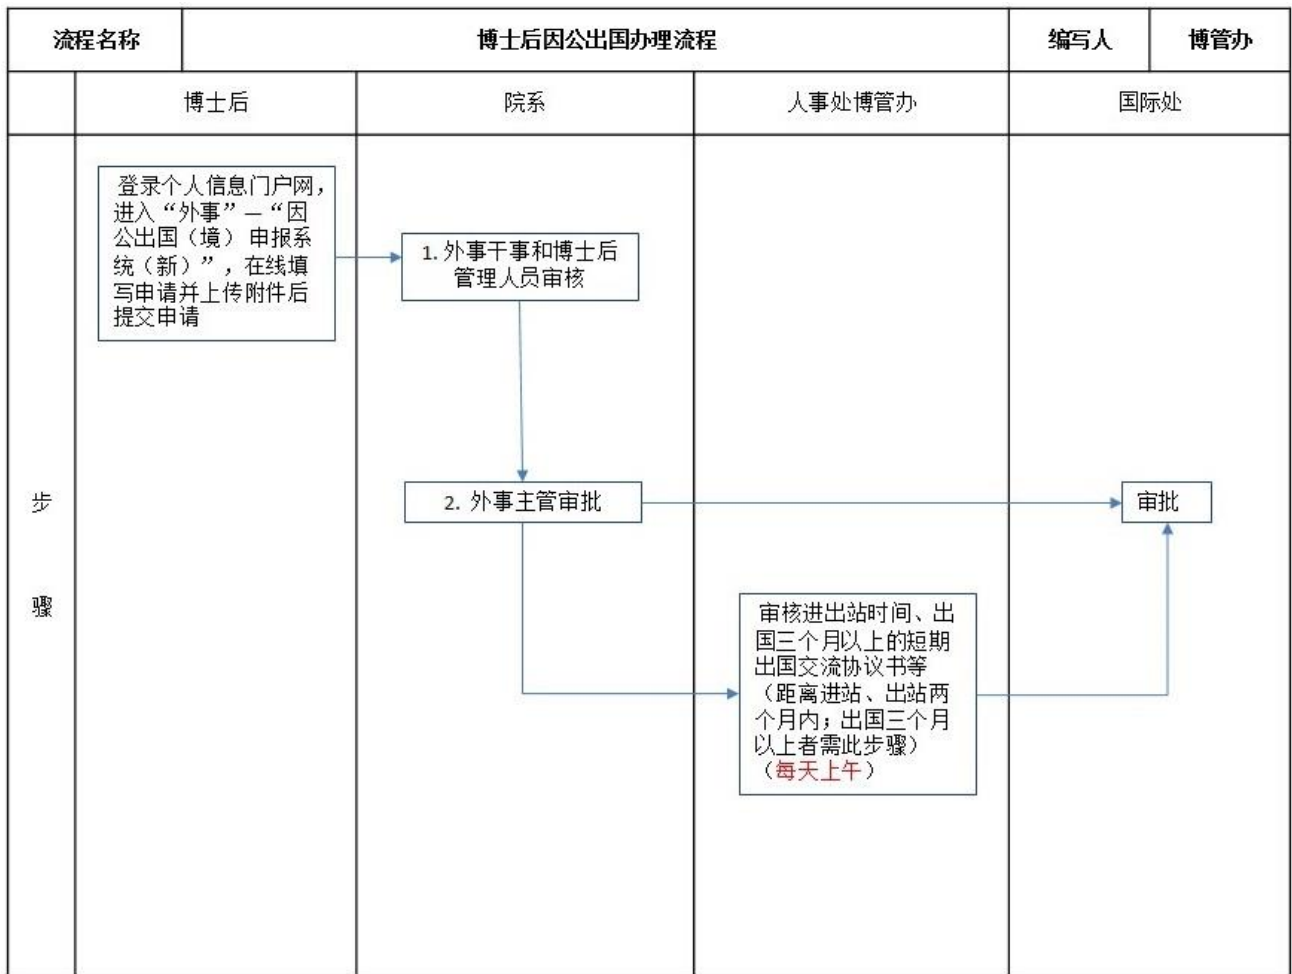 流程名称
博士后因公出国办理流程
编写人
博管办
博士后
院系
人事处博管办
国际处
步
骤
登录个人信息门户网，
进入“外事”—“因
公出国（境） 申报系
统（新）”，在线填
写申请并上传附件后
提交申请
1. 外事干事和博士后
管理人员审核
2. 外事主管审批
审批
审核进出站时间、出
国三个月以上的短期
出国交流协议书等
（距离进站、出站两
个月内；出国三个月
以上者需此步骤）
（每天上午）